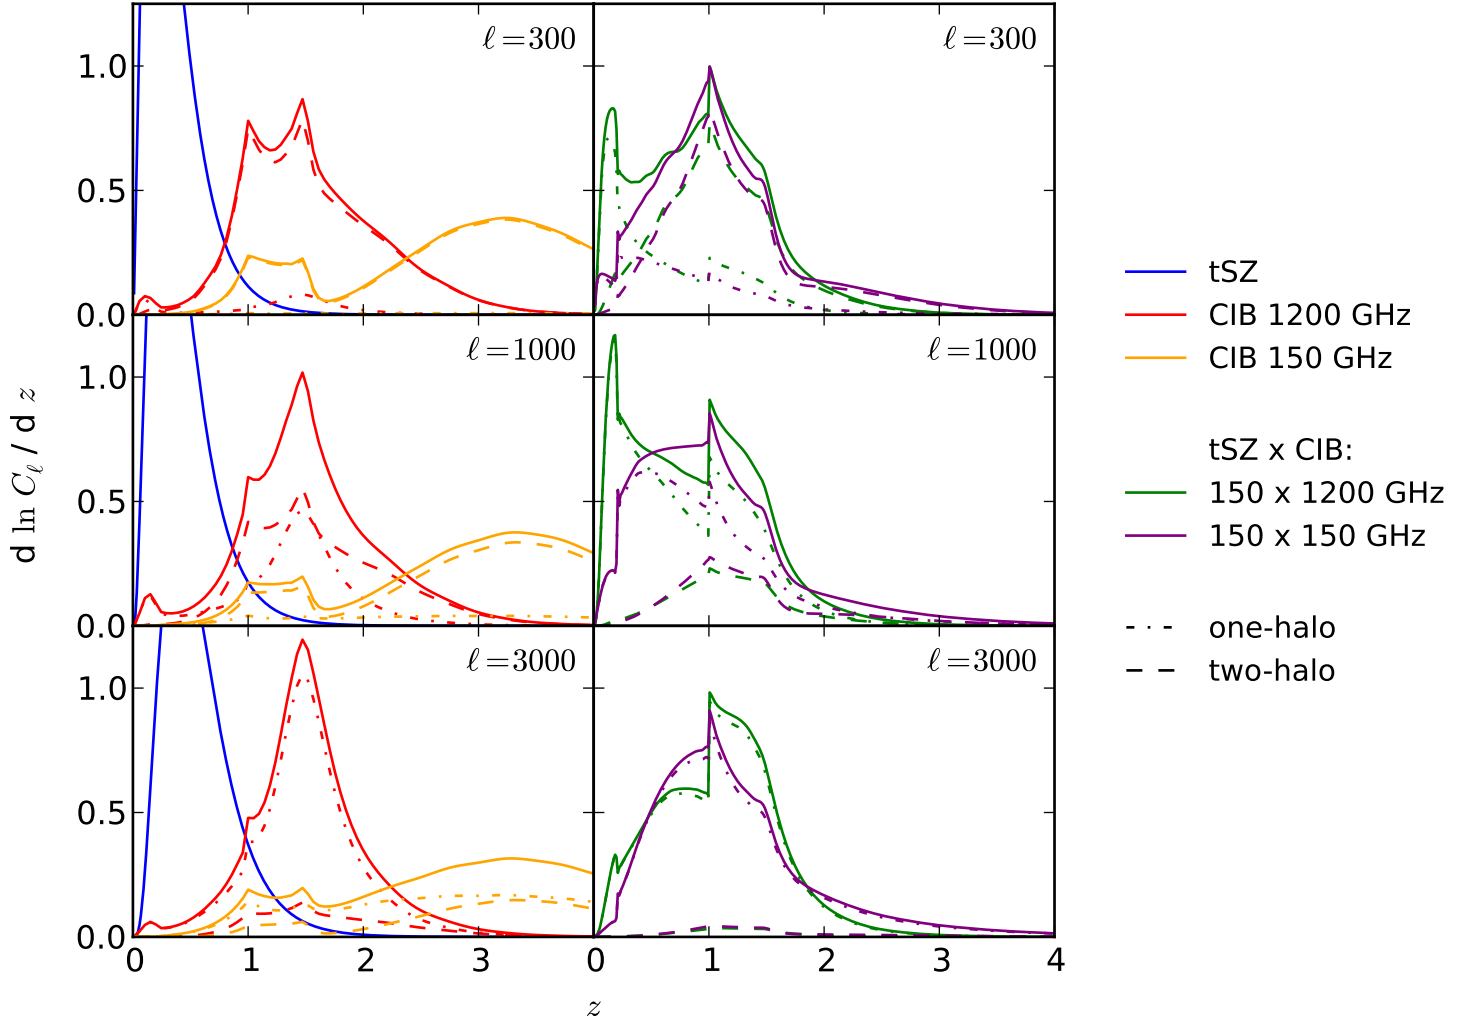 ℓ=300
ℓ=300
1.0
0.5
0.0
ℓ=1000
ℓ=1000
1.0
0.5
0.0
ℓ=3000
ℓ=3000
1.0
0.5
0.0
0 1 2 3 0 1 2 3 4
z
d ln Cℓ / d z
tSZ
CIB 1200 GHz
CIB 150 GHz
tSZ x CIB:
150 x 1200 GHz
150 x 150 GHz
one-halo
two-halo